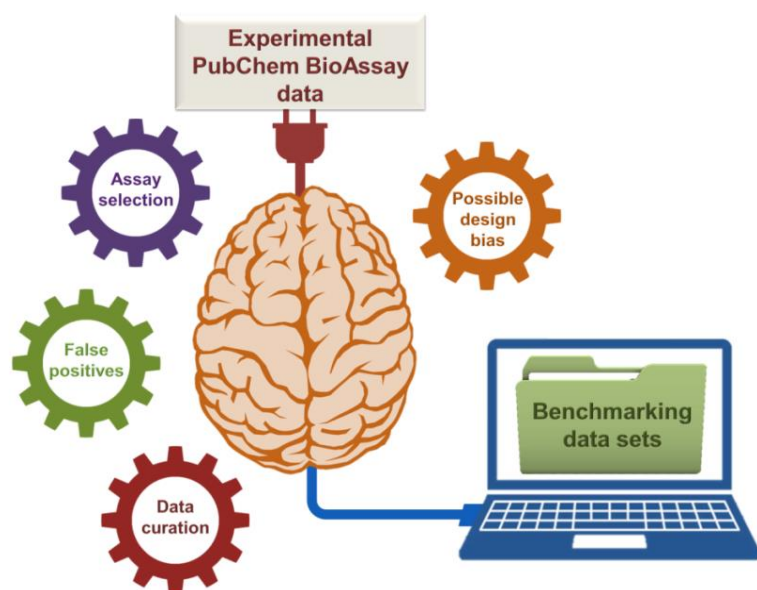 Experimental
PubChem BioAssay
data
Assay
selection
Possible
design
bias
False
positives
Benchmarking
data sets
Data
curation